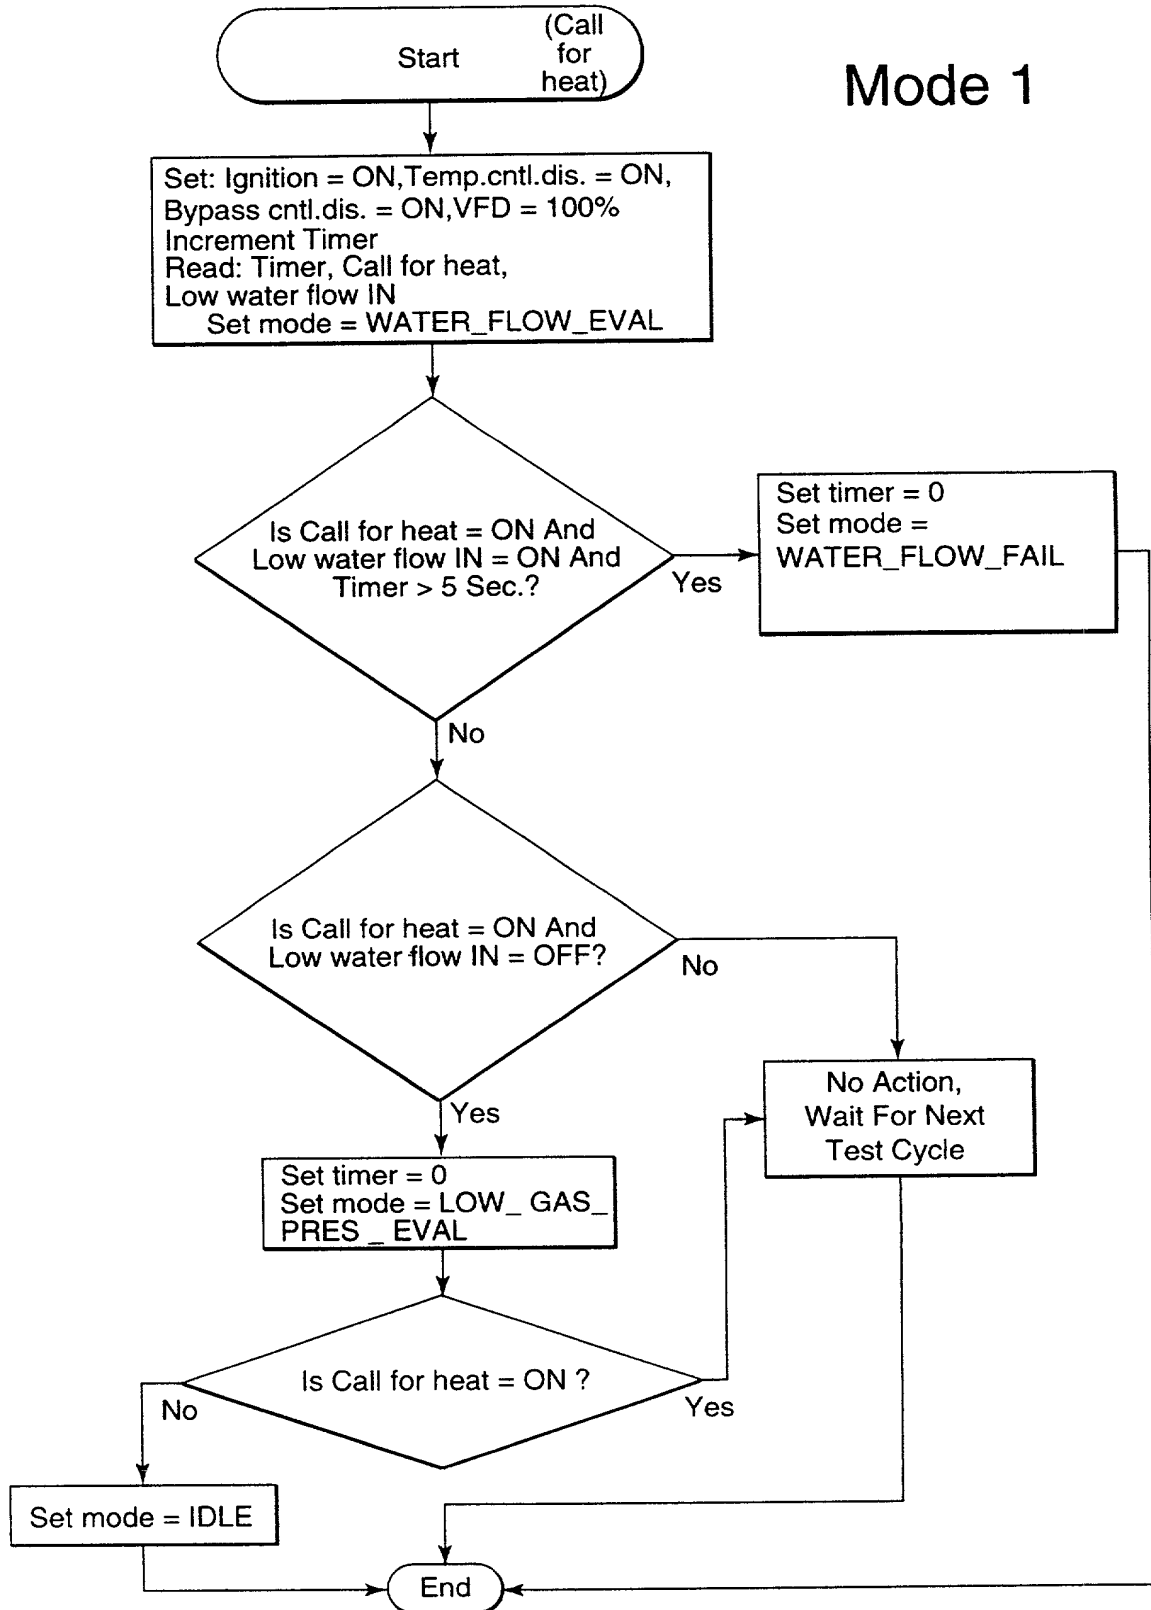 Start
(Call
for
heat)
Mode 1
Set: Ignition = ON,Temp.cntl.dis. = ON,
Bypass cntl.dis. = ON,VFD = 100%
Increment Timer
Read: Timer, Call for heat,
Low water flow IN
Set mode = WATER_FLOW_EVAL
Is Call for heat = ON And
Low water flow IN = ON And
Timer > 5 Sec.?
Yes
Set timer = 0
Set mode =
WATER_FLOW_FAIL
No
Is Call for heat = ON And
Low water flow IN = OFF?
No
No Action,
Wait For Next
Test Cycle
Yes
Set timer = 0
Set mode = LOW_ GAS_
PRES _ EVAL
Is Call for heat = ON ?
No
Yes
Set mode = IDLE
End